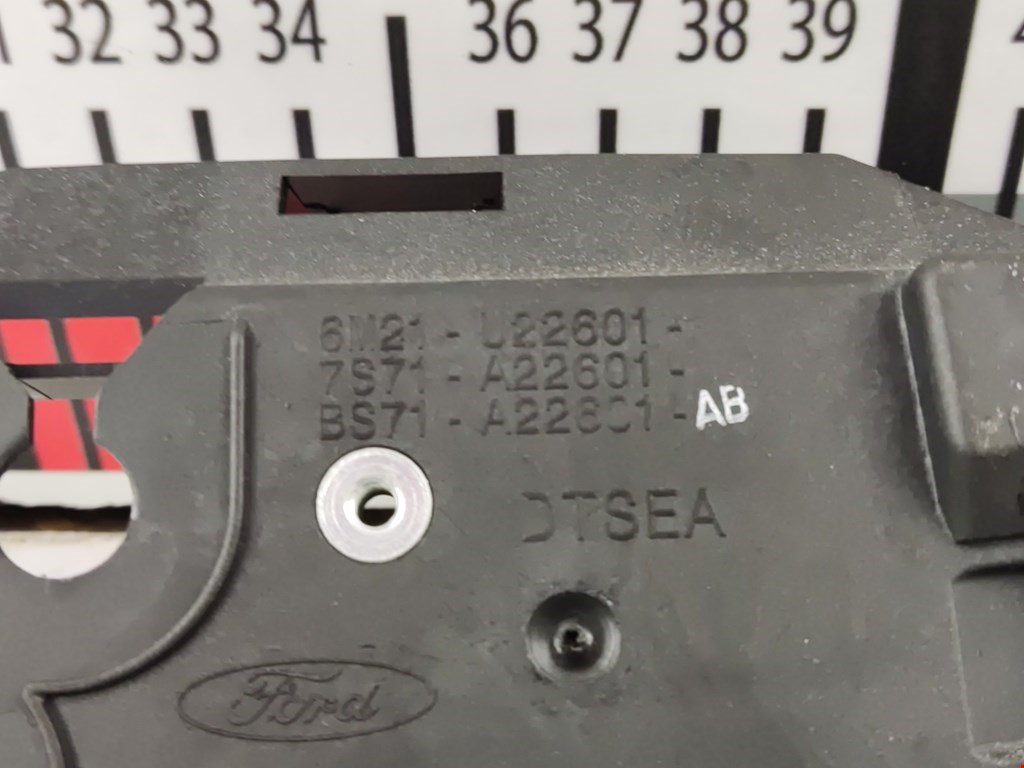 32 33 34 36 37 38 39
6M21-U22601-
7S71-A22601-
BS71-A22601-AB
DTSEA
Ford